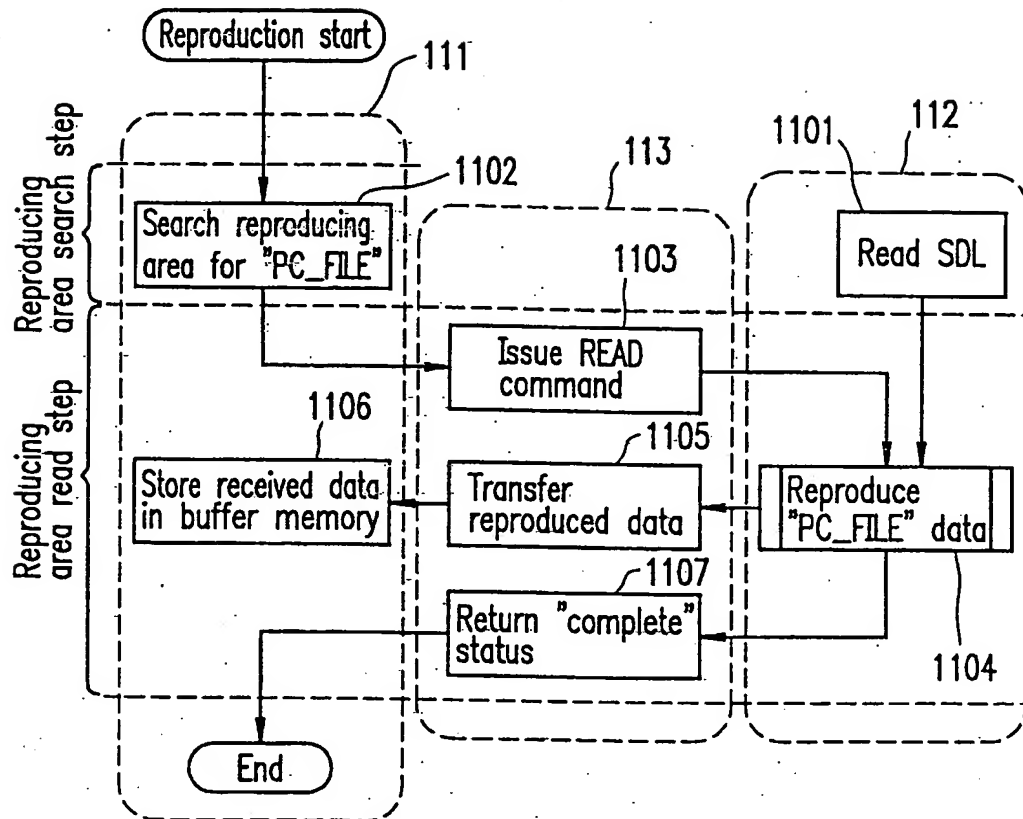 Reproduction start
111
Reproducing
area search step
1102
113
1101
112
Search reproducing
area for "PC_FILE"
1103
Read SDL
Issue READ
command
Reproducing
area read step
1106
1105
Store received data
in buffer memory
Transfer
reproduced data
Reproduce
"PC_FILE" data
1107
Return "complete"
status
1104
End